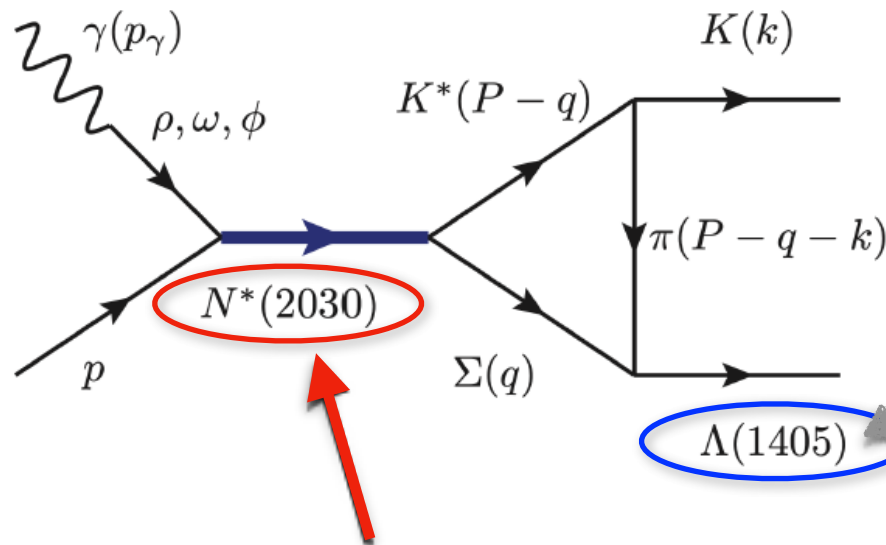 γ(p_γ)
K(k)
ρ, ω, ϕ
K*(P − q)
π(P − q − k)
N*(2030)
p
Σ(q)
Λ(1405)